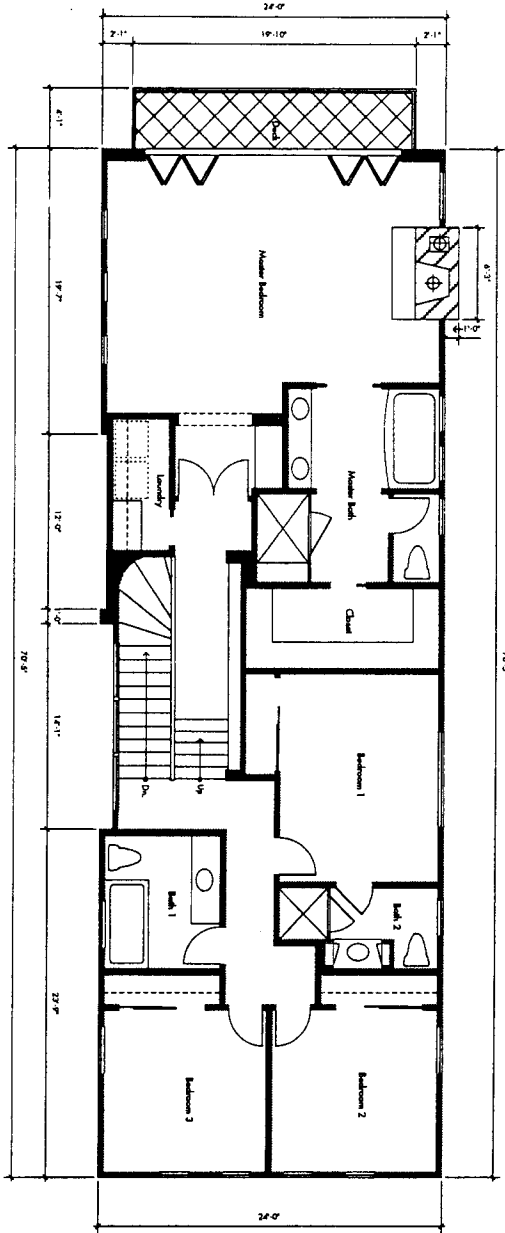 24'-0"
2'-1"
19'-10"
2'-1"
4'-1"
Deck
6'-3"
Master Bedroom
19'-7"
Laundry
Master Bath
12'-0"
Closet
1'-0"
70'-5"
14'-1"
Dn.
Up
Bedroom 1
Bath 1
Bath 2
23'-9"
Bedroom 3
Bedroom 2
24'-0"